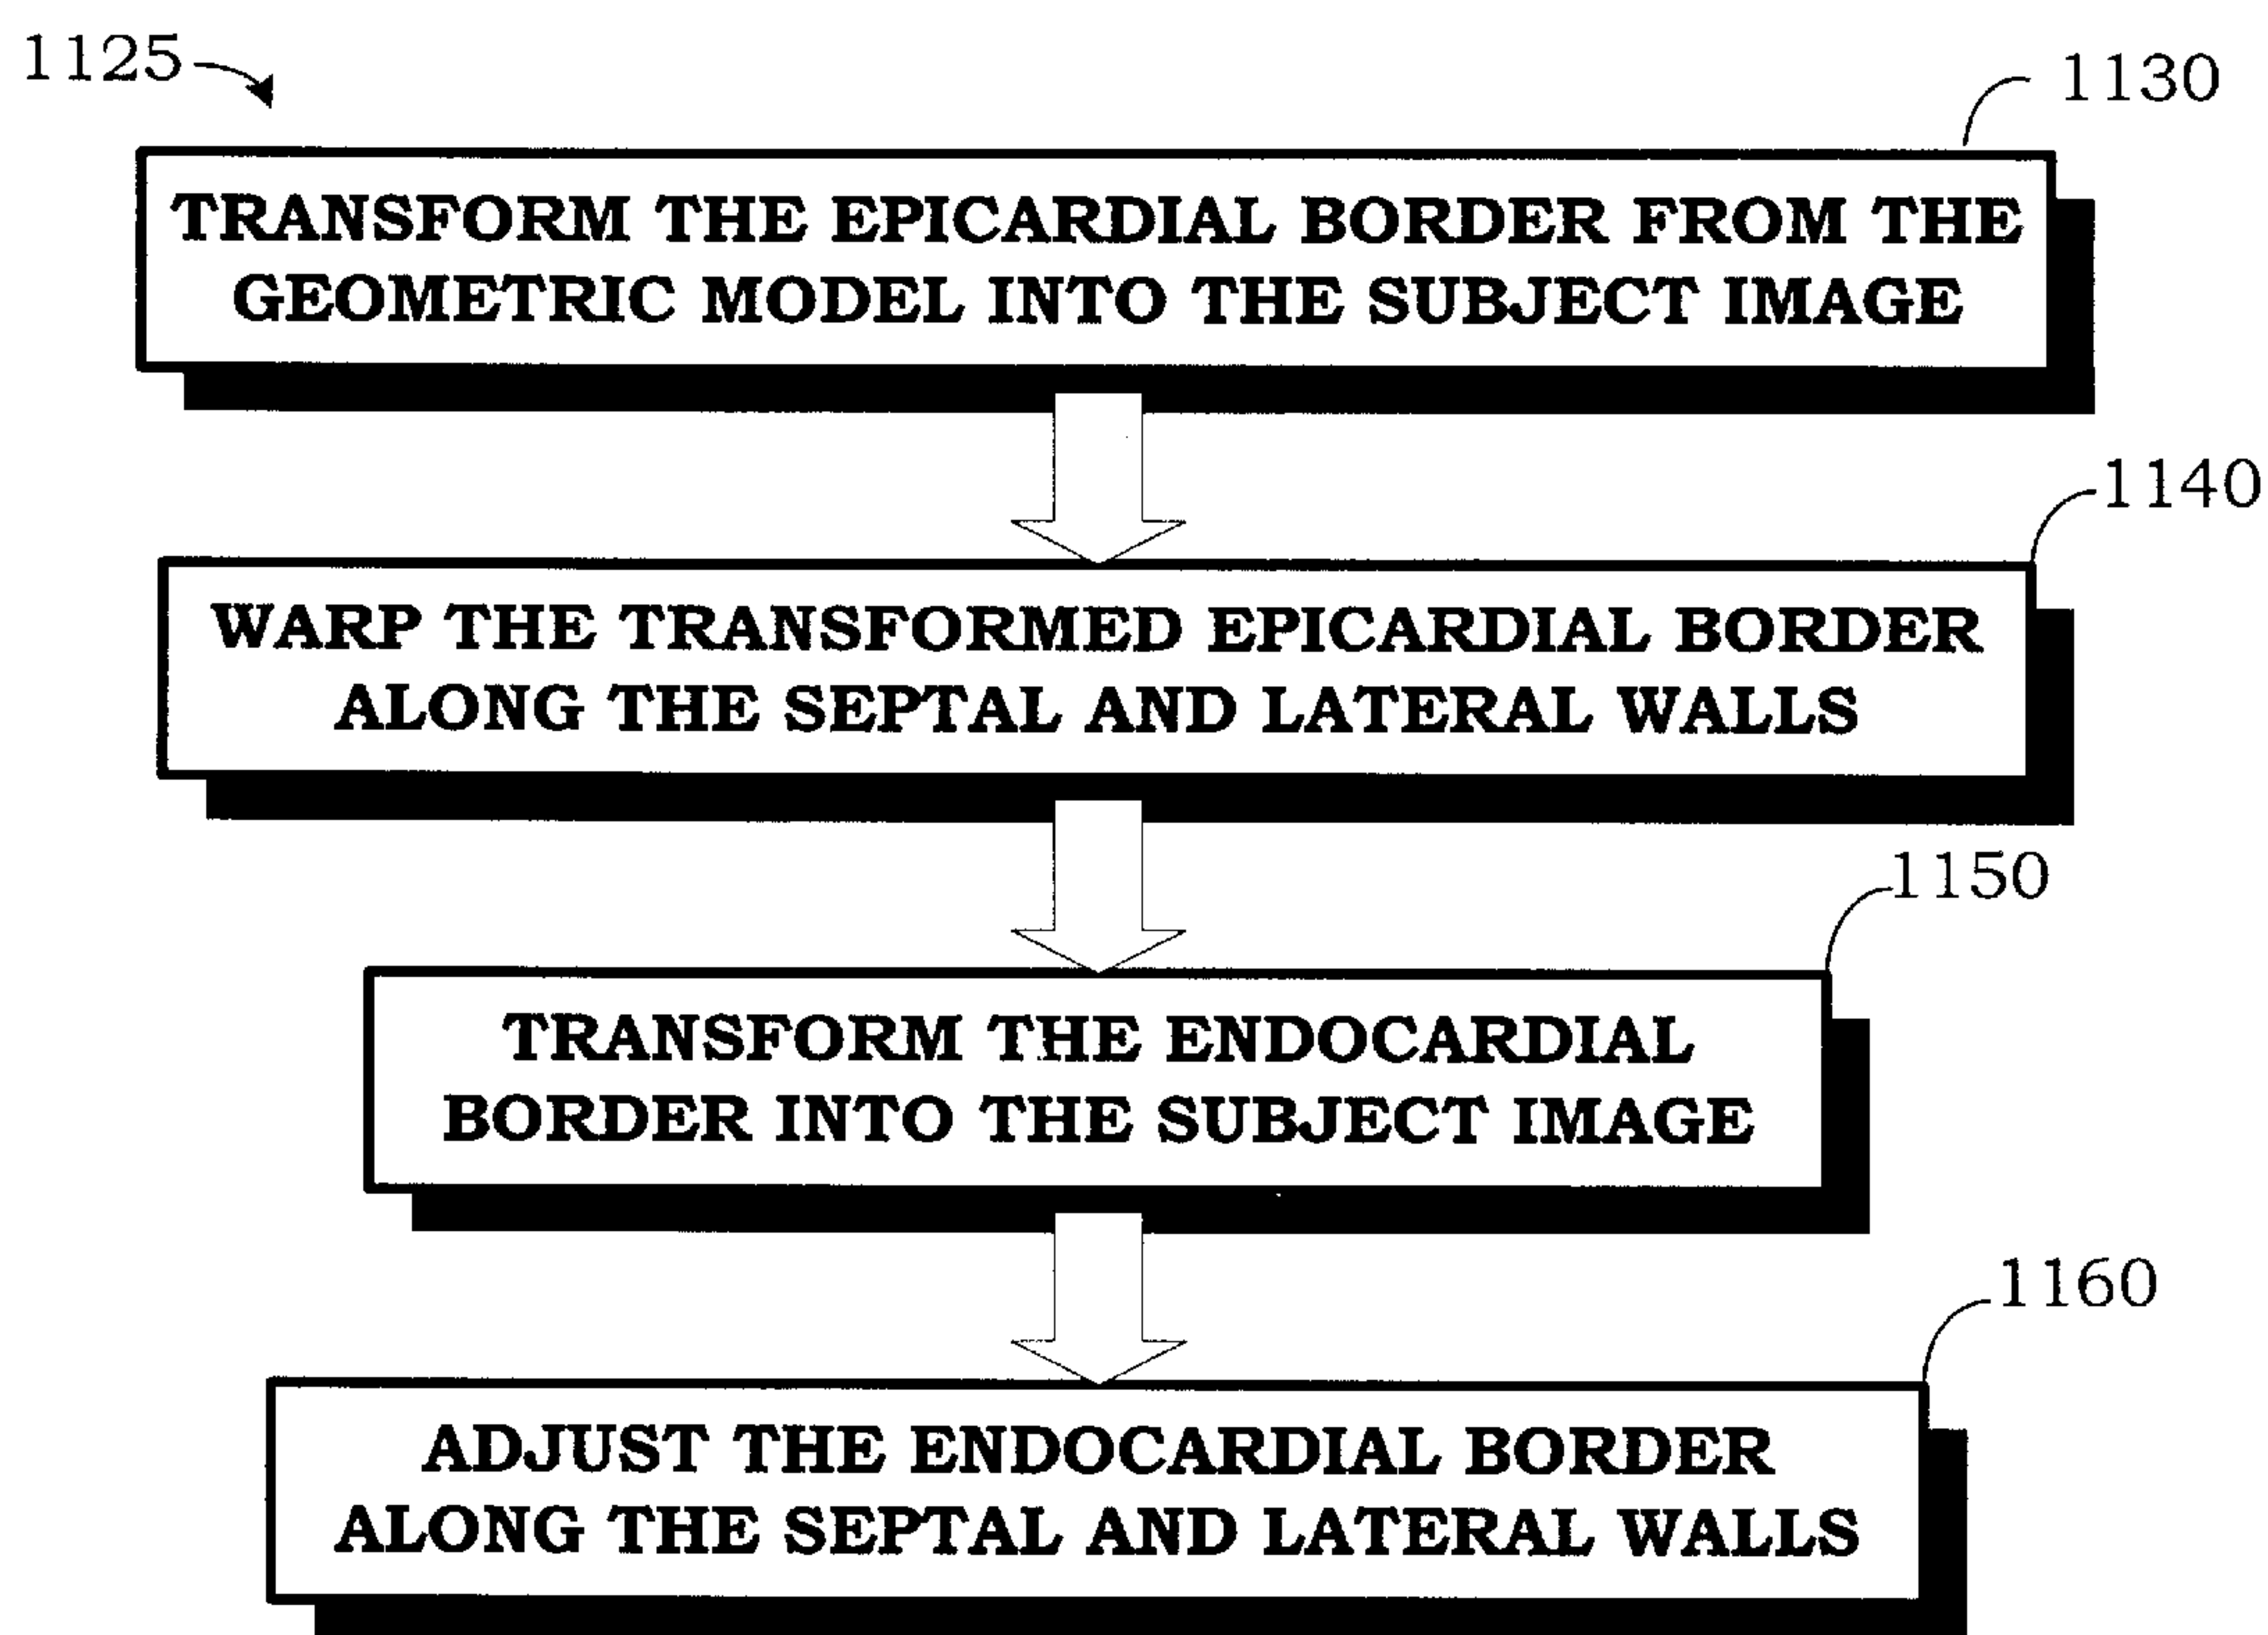 1125
1130
TRANSFORM THE EPICARDIAL BORDER FROM THE
GEOMETRIC MODEL INTO THE SUBJECT IMAGE
1140
WARP THE TRANSFORMED EPICARDIAL BORDER
ALONG THE SEPTAL AND LATERAL WALLS
1150
TRANSFORM THE ENDOCARDIAL
BORDER INTO THE SUBJECT IMAGE
1160
ADJUST THE ENDOCARDIAL BORDER
ALONG THE SEPTAL AND LATERAL WALLS